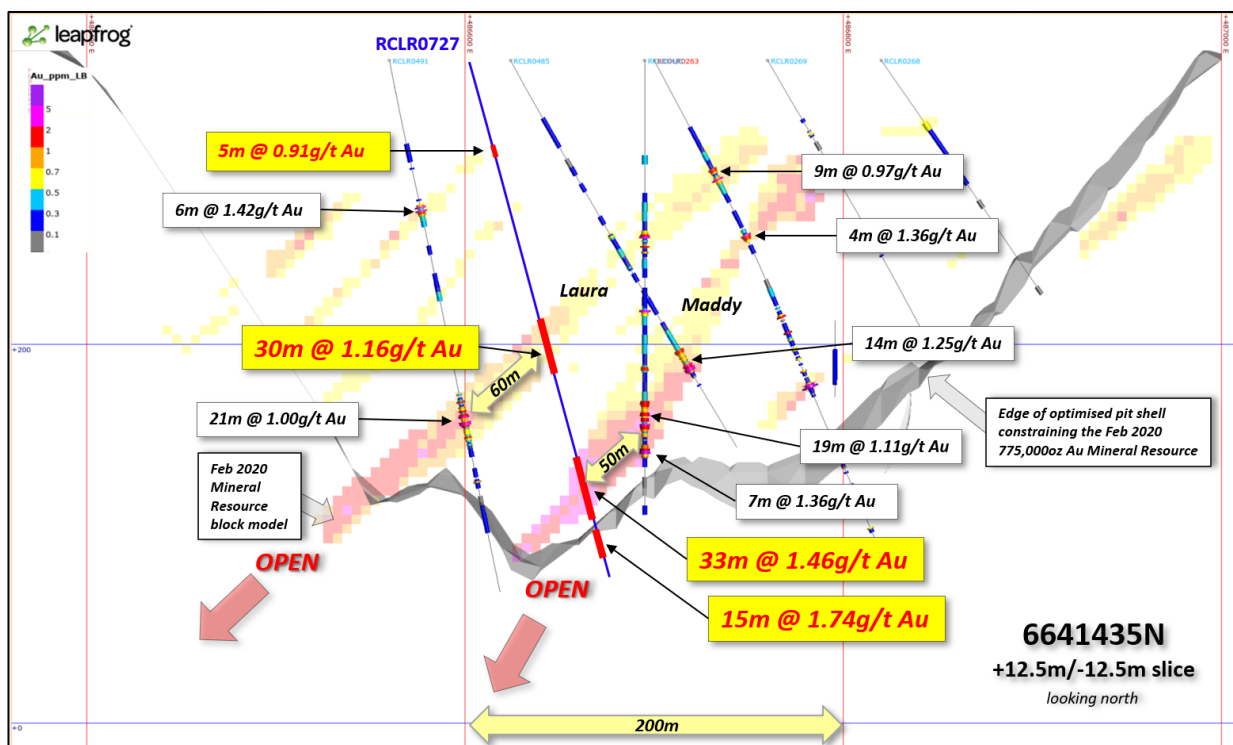 leapfrog
RCLR0727
+486600 E
+486800 E
+487000 E
RCLR0491
RCLR0485
RCLR0263
RCLR0269
RCLR0268
Au_ppm_LB
5
2
1
0.7
0.5
0.3
0.1
5m @ 0.91g/t Au
6m @ 1.42g/t Au
9m @ 0.97g/t Au
4m @ 1.36g/t Au
Laura
Maddy
30m @ 1.16g/t Au
14m @ 1.25g/t Au
+200
60m
21m @ 1.00g/t Au
Edge of optimised pit shell
constraining the Feb 2020
775,000oz Au Mineral Resource
19m @ 1.11g/t Au
50m
Feb 2020
Mineral
Resource
block model
7m @ 1.36g/t Au
OPEN
33m @ 1.46g/t Au
OPEN
15m @ 1.74g/t Au
6641435N
+12.5m/-12.5m slice
looking north
200m
+0